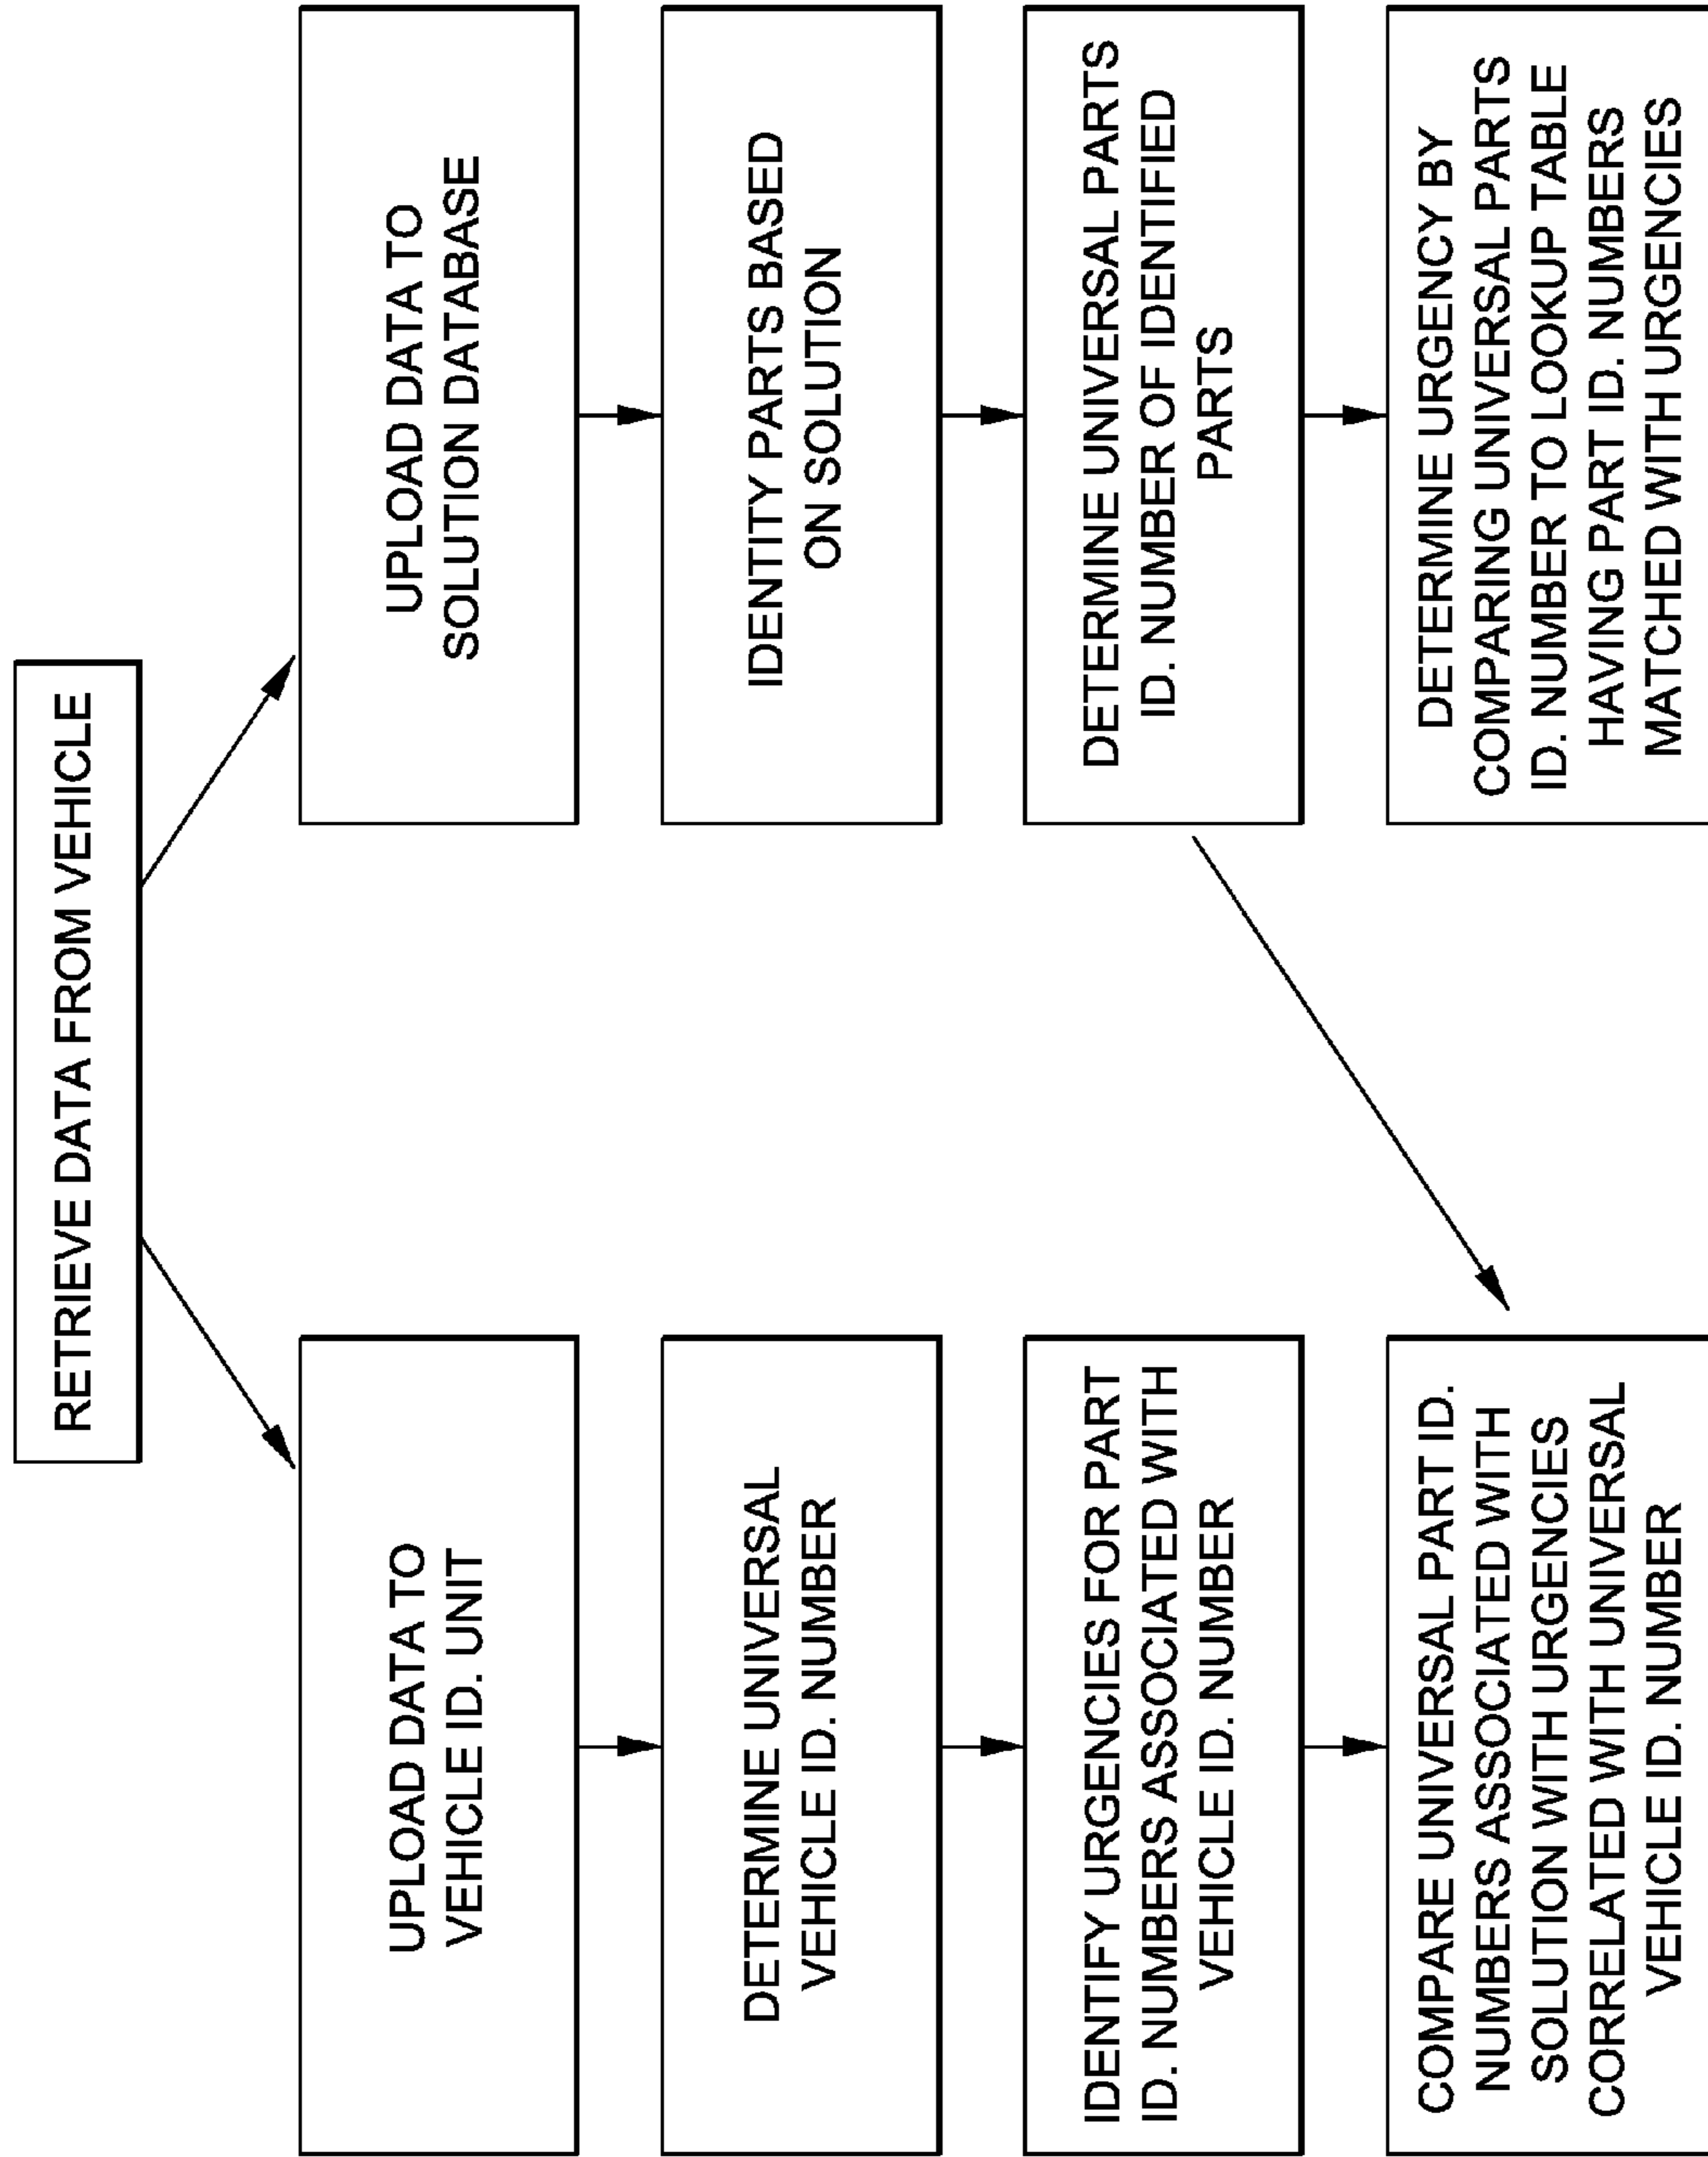 RETRIEVE DATA FROM VEHICLE
UPLOAD DATA TO
VEHICLE ID. UNIT
DETERMINE UNIVERSAL
VEHICLE ID. NUMBER
IDENTIFY URGENCIES FOR PART
ID. NUMBERS ASSOCIATED WITH
VEHICLE ID. NUMBER
COMPARE UNIVERSAL PART ID.
NUMBERS ASSOCIATED WITH
SOLUTION WITH URGENCIES
CORRELATED WITH UNIVERSAL
VEHICLE ID. NUMBER
UPLOAD DATA TO
SOLUTION DATABASE
IDENTITY PARTS BASED
ON SOLUTION
DETERMINE UNIVERSAL PARTS
ID. NUMBER OF IDENTIFIED
PARTS
DETERMINE URGENCY BY
COMPARING UNIVERSAL PARTS
ID. NUMBER TO LOOKUP TABLE
HAVING PART ID. NUMBERS
MATCHED WITH URGENCIES